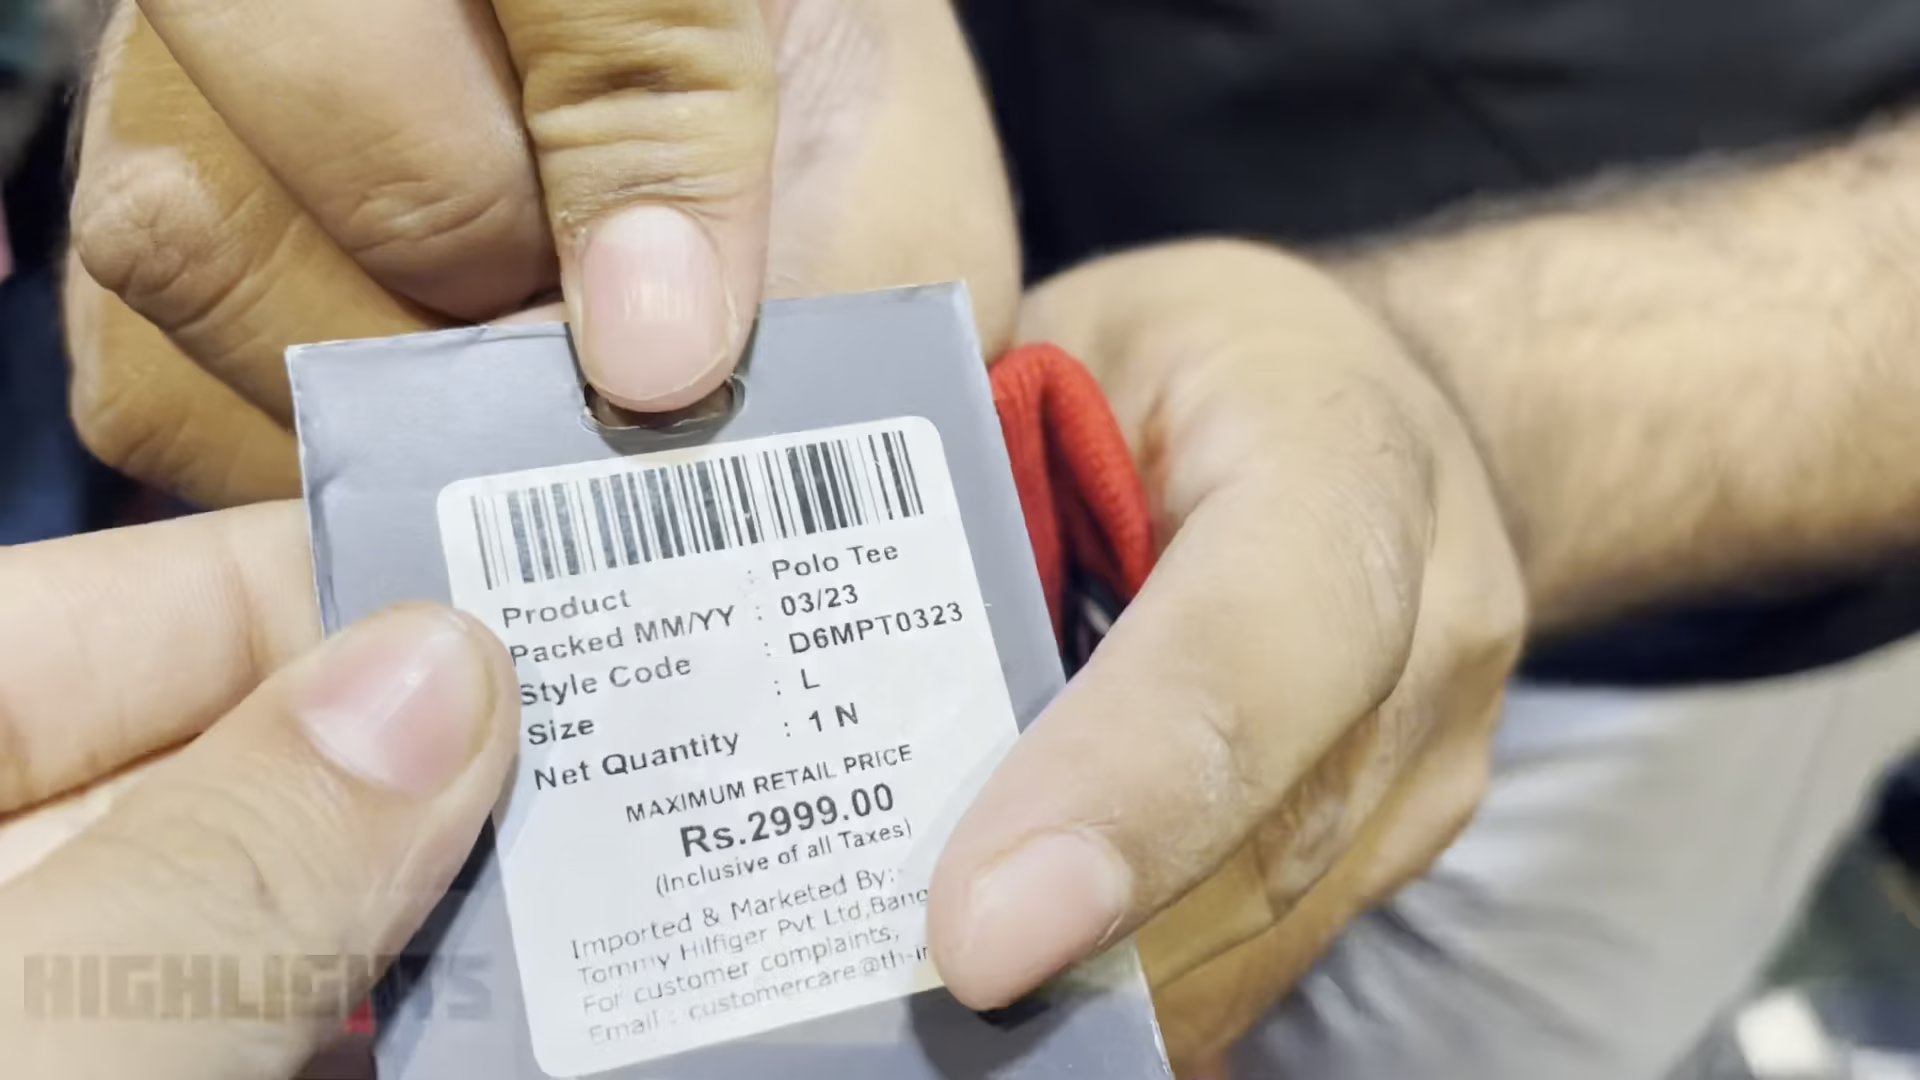 Product : Polo Tee
Packed MM/YY : 03/23
Style Code : D6MPT0323
Size : L
Net Quantity : 1 N
MAXIMUM RETAIL PRICE
Rs.2999.00
(Inclusive of all Taxes)
Imported & Marketed By:-
Tommy Hilfiger Pvt Ltd,Bang
For customer complaints,
Email : customercare@th-in
HIGHLIGHTS